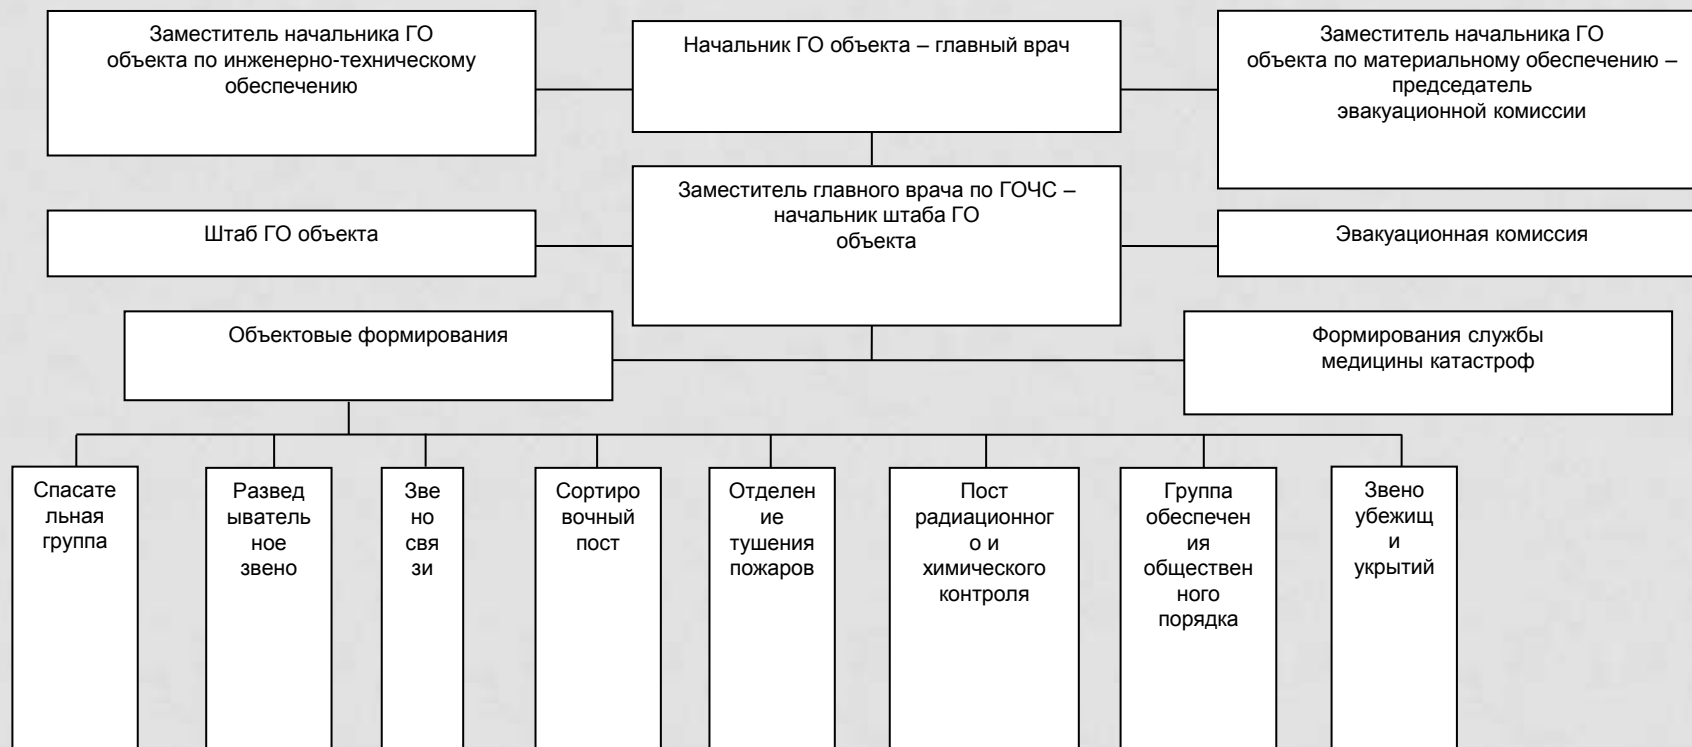 Заместитель начальника ГО
объекта по инженерно-техническому
обеспечению
Начальник ГО объекта – главный врач
Заместитель начальника ГО
объекта по материальному обеспечению –
председатель
эвакуационной комиссии
Штаб ГО объекта
Заместитель главного врача по ГОЧС –
начальник штаба ГО
объекта
Эвакуационная комиссия
Объектовые формирования
Формирования службы
медицины катастроф
Спасате
льная
группа
Развед
ыватель
ное
звено
Зве
но
свя
зи
Сортиро
вочный
пост
Отделен
ие
тушения
пожаров
Пост
радиационног
о и
химического
контроля
Группа
обеспечен
ия
обществен
ного
порядка
Звено
убежищ
и
укрытий